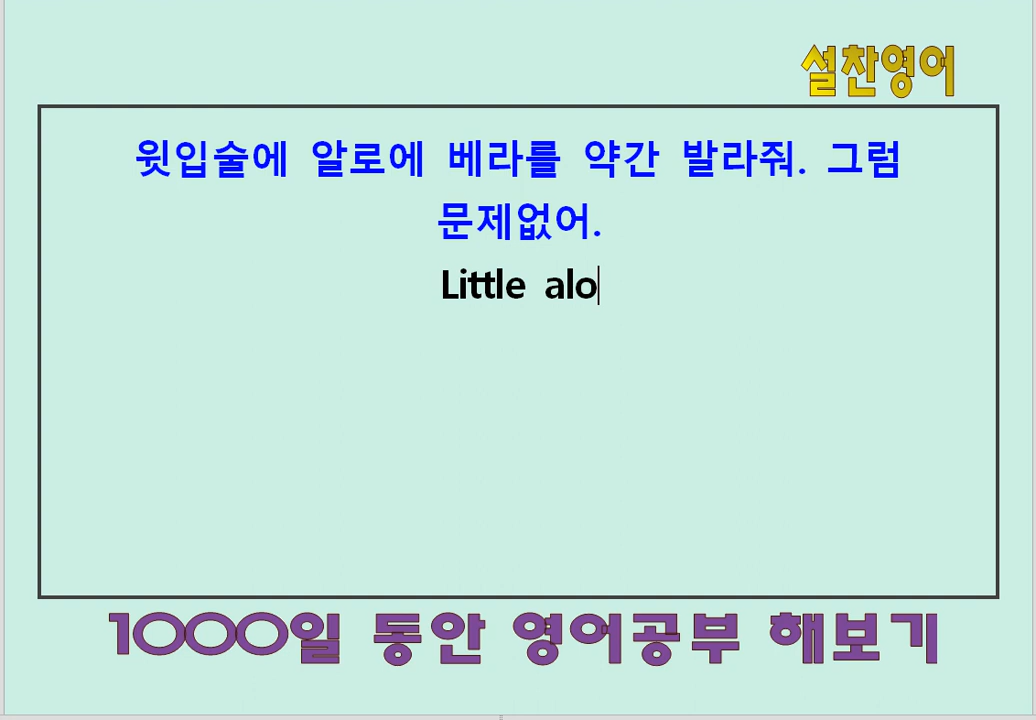 설찬영어
윗입술에 알로에 베라를 약간 발라줘. 그럼
문제없어.
Little alo
1000일 동안 영어공부 해보기